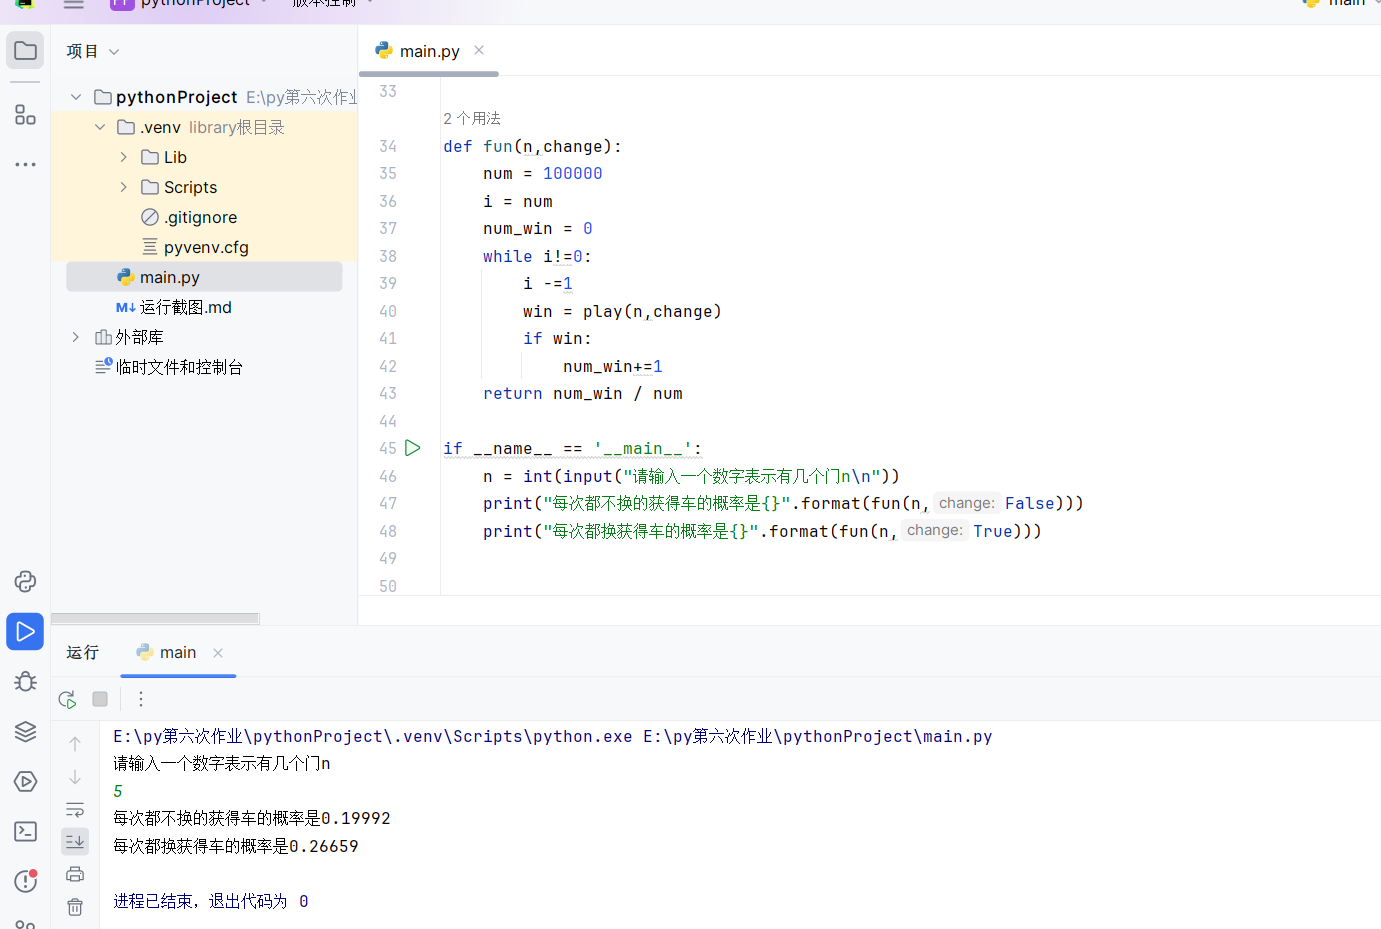 pythonProject
版本控制
main
项目
main.py
pythonProject E:\py第六次作业
.venv library根目录
Lib
Scripts
.gitignore
pyvenv.cfg
main.py
M↓ 运行截图.md
外部库
临时文件和控制台
33
2 个用法
34 def fun(n,change):
35 num = 100000
36 i = num
37 num_win = 0
38 while i!=0:
39 i -=1
40 win = play(n,change)
41 if win:
42 num_win+=1
43 return num_win / num
44
45 if __name__ == '__main__':
46 n = int(input("请输入一个数字表示有几个门n\n"))
47 print("每次都不换的获得车的概率是{}".format(fun(n, change: False)))
48 print("每次都换获得车的概率是{}".format(fun(n, change: True)))
49
50
运行
main
E:\py第六次作业\pythonProject\.venv\Scripts\python.exe E:\py第六次作业\pythonProject\main.py
请输入一个数字表示有几个门n
5
每次都不换的获得车的概率是0.19992
每次都换获得车的概率是0.26659
进程已结束，退出代码为 0